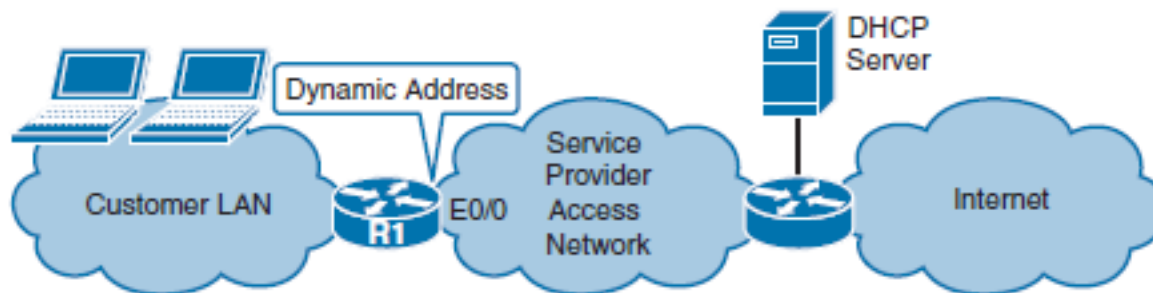 DHCP
Server
Dynamic Address
Service
Provider
Access
Network
Customer LAN
R1
E0/0
Internet